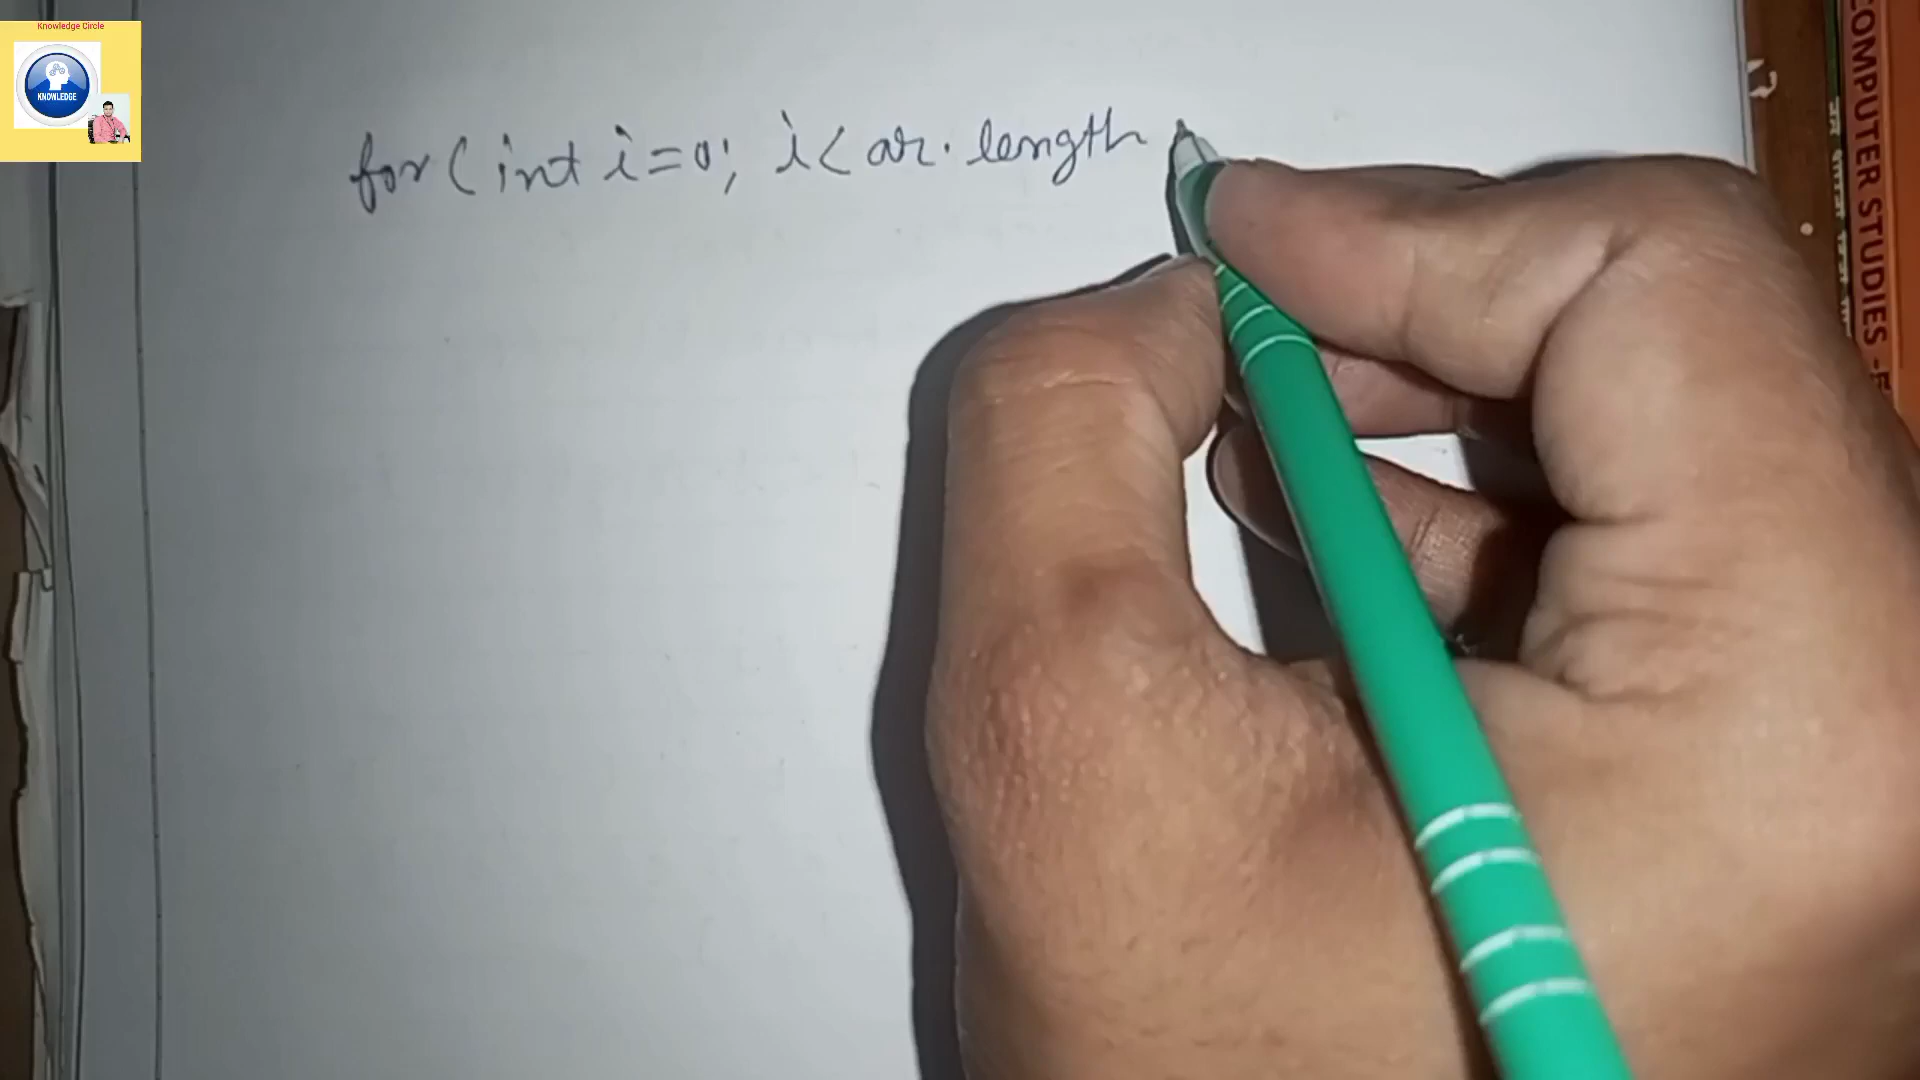 Knowledge Circle
KNOWLEDGE
for ( int i = 0; i < ar. length
COMPUTER STUDIES